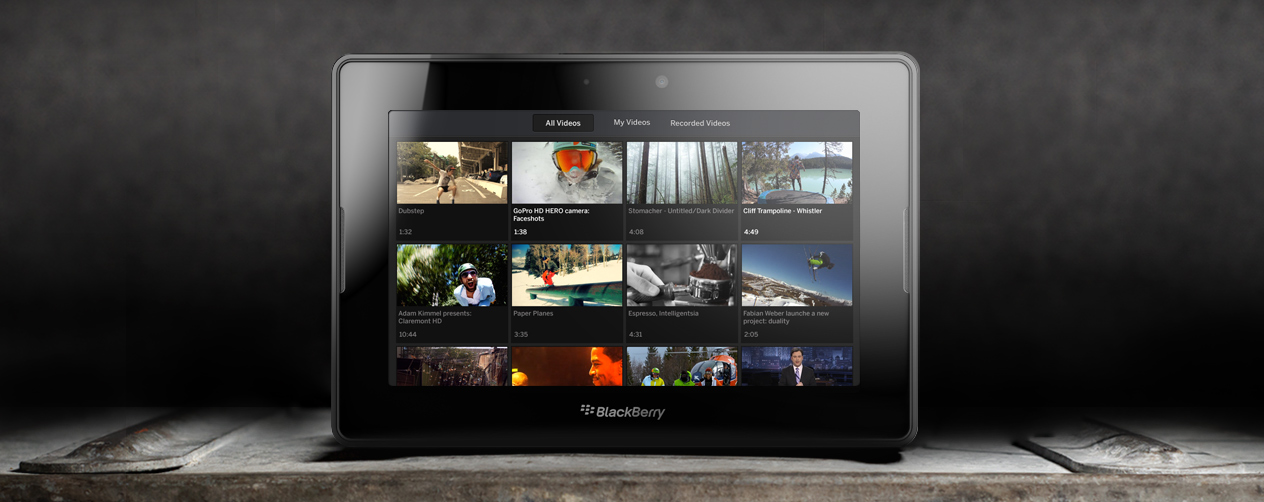 All Videos
My Videos
Recorded Videos
Dubstep
1:32
GoPro HD HERO camera:
Faceshots
1:38
Stomacher - Untitled/Dark Divider
4:08
Cliff Trampoline - Whistler
4:49
Adam Kimmel presents:
Claremont HD
10:44
Paper Planes
3:35
Espresso, Intelligentsia
4:31
Fabian Weber launche a new
project: duality
2:05
BlackBerry